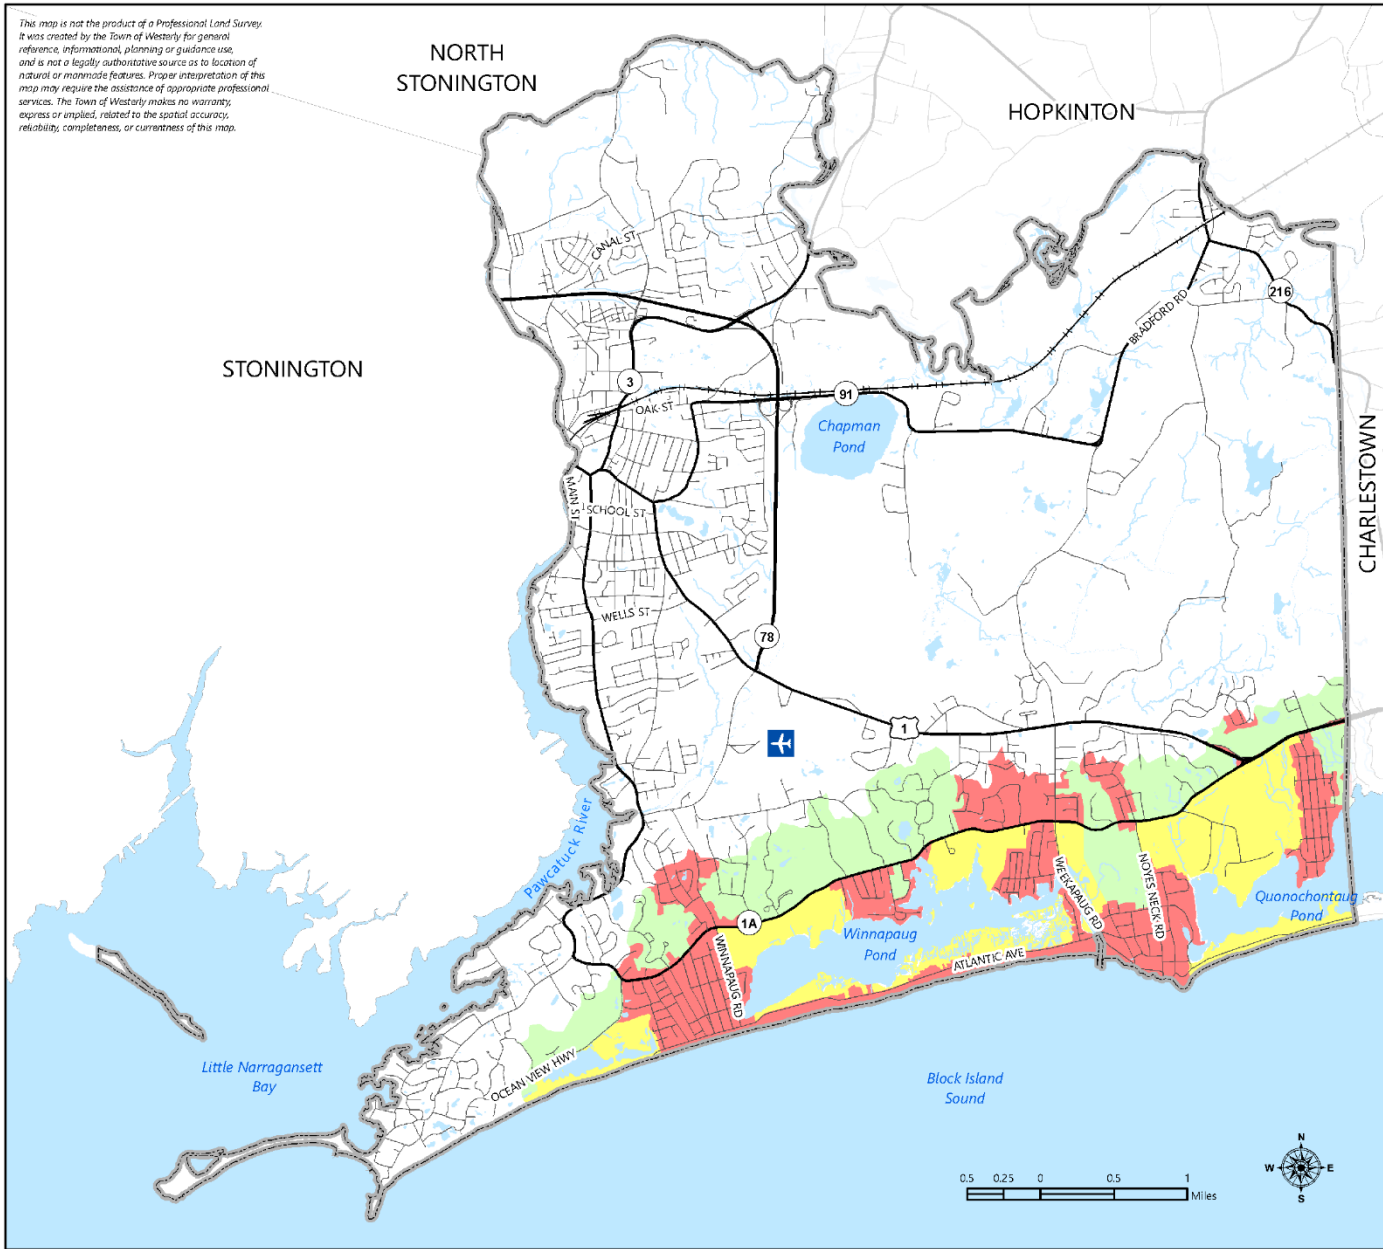 This map is not the product of a Professional Land Survey.
It was created by the Town of Westerly for general
reference, informational, planning or guidance use,
and is not a legally authoritative source as to location of
natural or manmade features. Proper interpretation of this
map may require the assistance of appropriate professional
services. The Town of Westerly makes no warranty,
express or implied, related to the spatial accuracy,
reliability, completeness, or currentness of this map.
NORTH
STONINGTON
HOPKINTON
CANAL ST
216
BRADFORD RD
STONINGTON
3
91
OAK ST
Chapman
Pond
CHARLESTOWN
MAIN ST
SCHOOL ST
WELLS ST
78
1
Pawcatuck River
WEEKAPAUG RD
NOYES NECK RD
Quonochontaug
Pond
1A
Winnapaug
Pond
WINNAPAUG RD
ATLANTIC AVE
OCEAN VIEW HWY
Little Narragansett
Bay
Block Island
Sound
N
W E
S
0.5 0.25 0 0.5 1
Miles